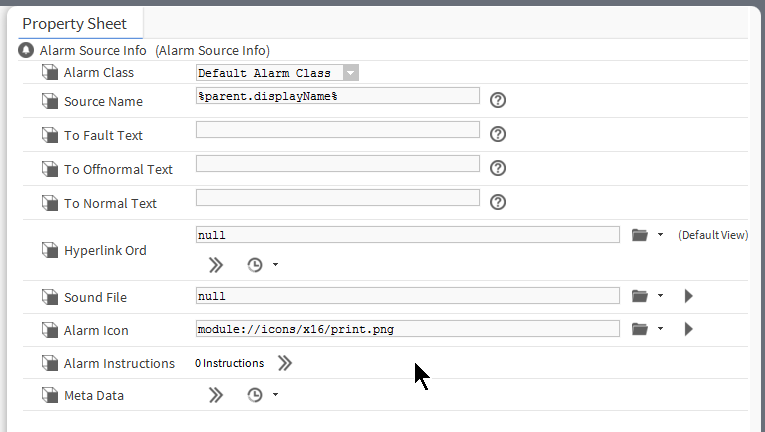 Property Sheet
Alarm Source Info (Alarm Source Info)
Alarm Class Default Alarm Class
Source Name %parent.displayName%
To Fault Text
To Offnormal Text
To Normal Text
Hyperlink Ord null (Default View)
Sound File null
Alarm Icon module://icons/x16/print.png
Alarm Instructions 0 Instructions
Meta Data